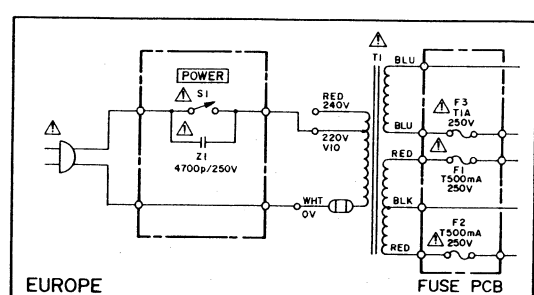 POWER
S1
Z1
4700p/250V
RED
240V
220V
VIO
WHT
0V
T1
BLU
BLU
RED
BLK
RED
F3
T1A
250V
F1
T500mA
250V
F2
T500mA
250V
EUROPE
FUSE PCB